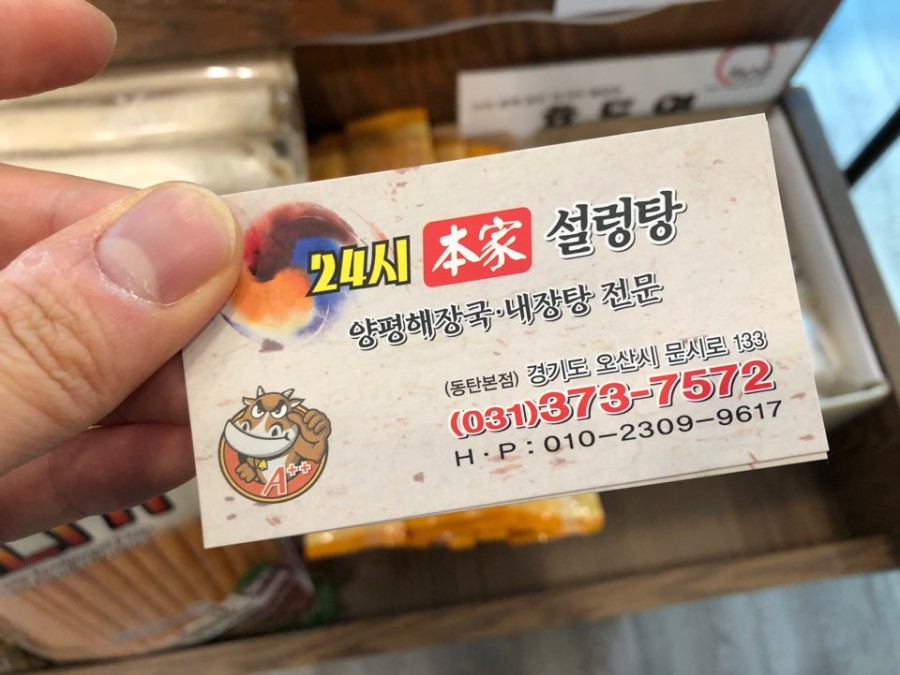 24시 本家 설렁탕
양평해장국·내장탕 전문
(동탄본점) 경기도 오산시 문시로 133
(031)373-7572
H·P:010-2309-9617
A++